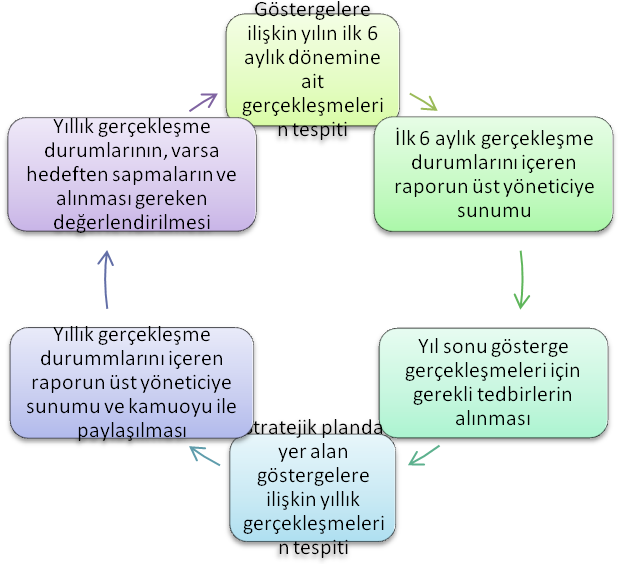 Göstergelere
ilişkin yılın ilk 6
aylık dönemine
ait
gerçekleşmeleri
n tespiti
İlk 6 aylık gerçekleşme
durumlarını içeren
raporun üst yöneticiye
sunumu
Yıl sonu gösterge
gerçekleşmeleri için
gerekli tedbirlerin
alınması
stratejik planda
yer alan
göstergelere
ilişkin yıllık
gerçekleşmeleri
n tespiti
Yıllık gerçekleşme
durummlarını içeren
raporun üst yöneticiye
sunumu ve kamuoyu ile
paylaşılması
Yıllık gerçekleşme
durumlarının, varsa
hedeften sapmaların ve
alınması gereken
değerlendirilmesi